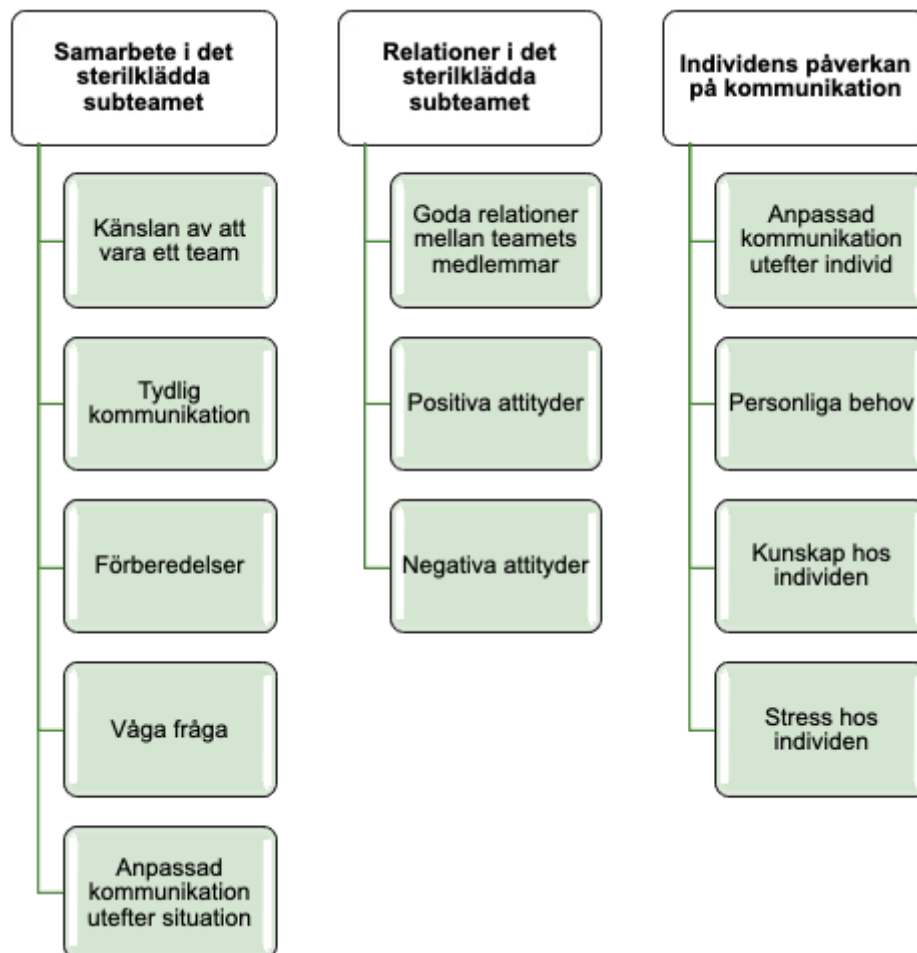 Samarbete i det
sterilklädda
subteamet
Känslan av att
vara ett team
Tydlig
kommunikation
Förberedelser
Våga fråga
Anpassad
kommunikation
utefter situation
Relationer i det
sterilklädda
subteamet
Goda relationer
mellan teamets
medlemmar
Positiva attityder
Negativa attityder
Individens påverkan
på kommunikation
Anpassad
kommunikation
utefter individ
Personliga behov
Kunskap hos
individen
Stress hos
individen